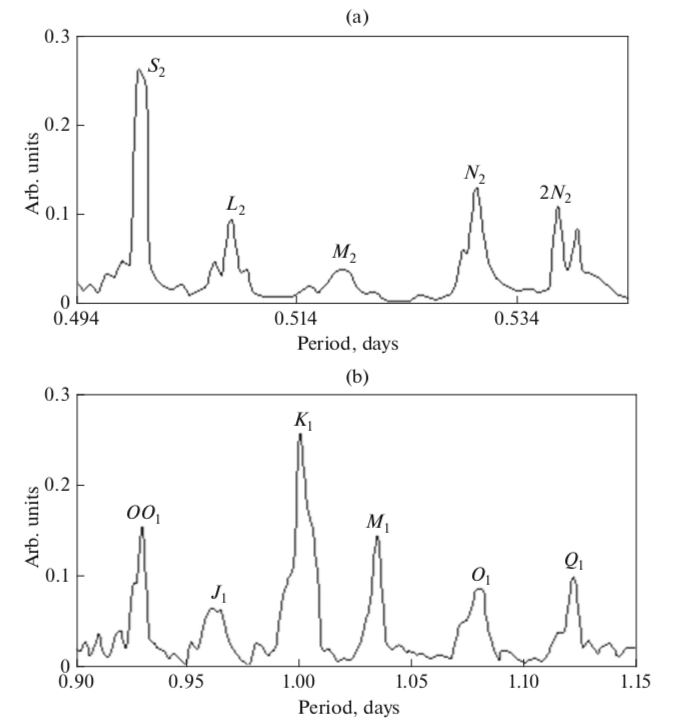 (a)
0.3
S₂
0.2
Arb. units
N₂
2N₂
L₂
0.1
M₂
0
0.494 0.514 0.534
Period, days
(b)
0.3
K₁
0.2
Arb. units
OO₁
M₁
J₁
O₁
Q₁
0.1
0
0.90 0.95 1.00 1.05 1.10 1.15
Period, days